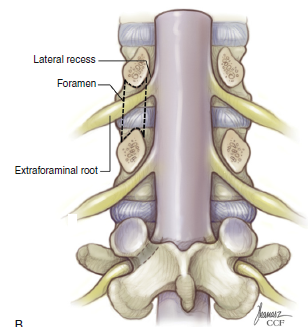 Lateral recess
Foramen
Extraforaminal root
B
CCF